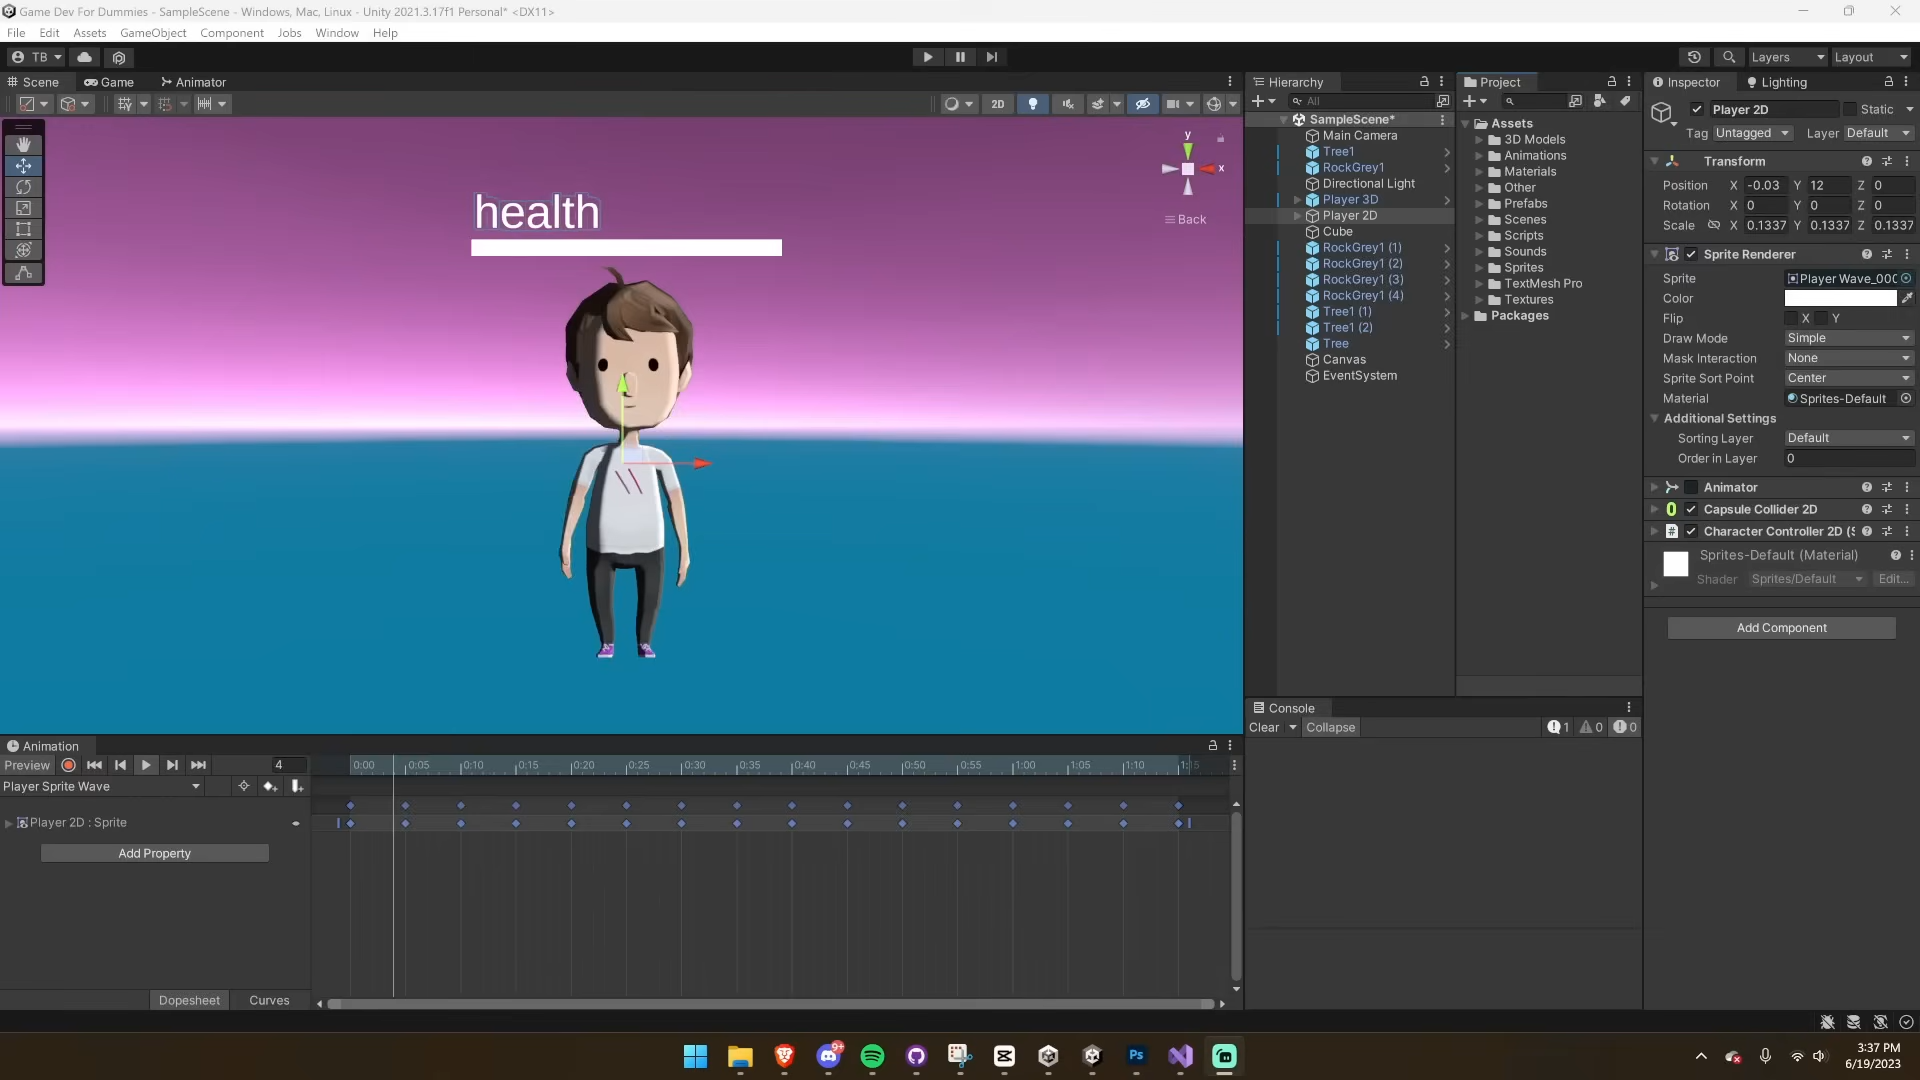 Game Dev For Dummies - SampleScene - Windows, Mac, Linux - Unity 2021.3.17f1 Personal* <DX11>
File Edit Assets GameObject Component Jobs Window Help
TB
Layers Layout
Scene Game Animator
2D
health
y
x
Back
Hierarchy
All
SampleScene*
Main Camera
Tree1
RockGrey1
Directional Light
Player 3D
Player 2D
Cube
RockGrey1 (1)
RockGrey1 (2)
RockGrey1 (3)
RockGrey1 (4)
Tree1 (1)
Tree1 (2)
Tree
Canvas
EventSystem
Project
Assets
3D Models
Animations
Materials
Other
Prefabs
Scenes
Scripts
Sounds
Sprites
TextMesh Pro
Textures
Packages
Inspector Lighting
Player 2D Static
Tag Untagged Layer Default
Transform
Position X -0.03 Y 12 Z 0
Rotation X 0 Y 0 Z 0
Scale X 0.1337 Y 0.1337 Z 0.1337
Sprite Renderer
Sprite Player Wave_000
Color
Flip X Y
Draw Mode Simple
Mask Interaction None
Sprite Sort Point Center
Material Sprites-Default
Additional Settings
Sorting Layer Default
Order in Layer 0
Animator
Capsule Collider 2D
Character Controller 2D (S
Sprites-Default (Material)
Shader Sprites/Default Edit...
Add Component
Console
Clear Collapse 1 0 0
Animation
Preview 4
0:00 0:05 0:10 0:15 0:20 0:25 0:30 0:35 0:40 0:45 0:50 0:55 1:00 1:05 1:10 1:15
Player Sprite Wave
Player 2D : Sprite
Add Property
Dopesheet Curves
9+
Ps
3:37 PM
6/19/2023